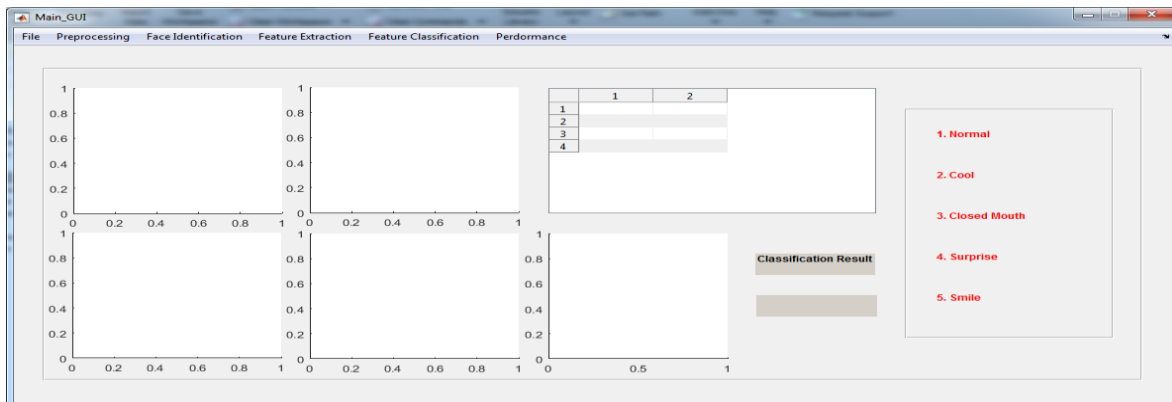 Main_GUI
File Preprocessing Face Identification Feature Extraction Feature Classification Perdormance
1
0.8
0.6
0.4
0.2
0
0 0.2 0.4 0.6 0.8 1
1
0.8
0.6
0.4
0.2
0
0 0.2 0.4 0.6 0.8 1
1 2
1
2
3
4
1. Normal
2. Cool
3. Closed Mouth
4. Surprise
5. Smile
1
0.8
0.6
0.4
0.2
0
0 0.2 0.4 0.6 0.8 1
1
0.8
0.6
0.4
0.2
0
0 0.2 0.4 0.6 0.8 1
1
0.8
0.6
0.4
0.2
0
0 0.5 1
Classification Result